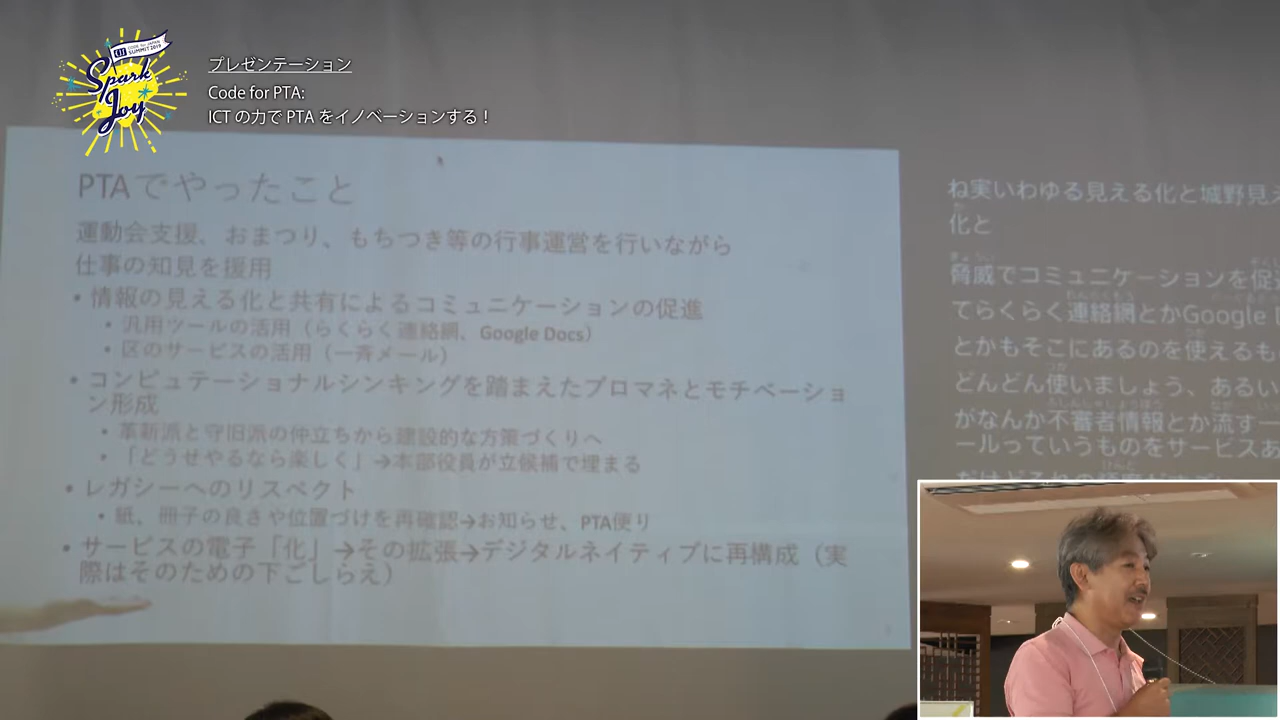 CODE FOR JAPAN
SUMMIT 2019
Spark
Joy
プレゼンテーション
Code for PTA:
ICT の力で PTA をイノベーションする！
PTAでやったこと
運動会支援、おまつり、もちつき等の行事運営を行いながら
仕事の知見を援用
• 情報の見える化と共有によるコミュニケーションの促進
• 汎用ツールの活用（らくらく連絡網、Google Docs）
• 区のサービスの活用（一斉メール）
• コンピュテーショナルシンキングを踏まえたプロマネとモチベーショ
ン形成
• 革新派と守旧派の仲立ちから建設的な方策づくりへ
• 「どうせやるなら楽しく」→本部役員が立候補で埋まる
• レガシーへのリスペクト
• 紙、冊子の良さや位置づけを再確認→お知らせ、PTA便り
• サービスの電子「化」→その拡張→デジタルネイティブに再構成（実
際はそのための下ごしらえ）
ね実いわゆる見える化と城野見え
化と
脅威でコミュニケーションを促
てらくらく連絡網とかGoogle
とかもそこにあるのを使えるも
どんどん使いましょう、あるい
がなんか不審者情報とか流す一
ールっていうものをサービスあ